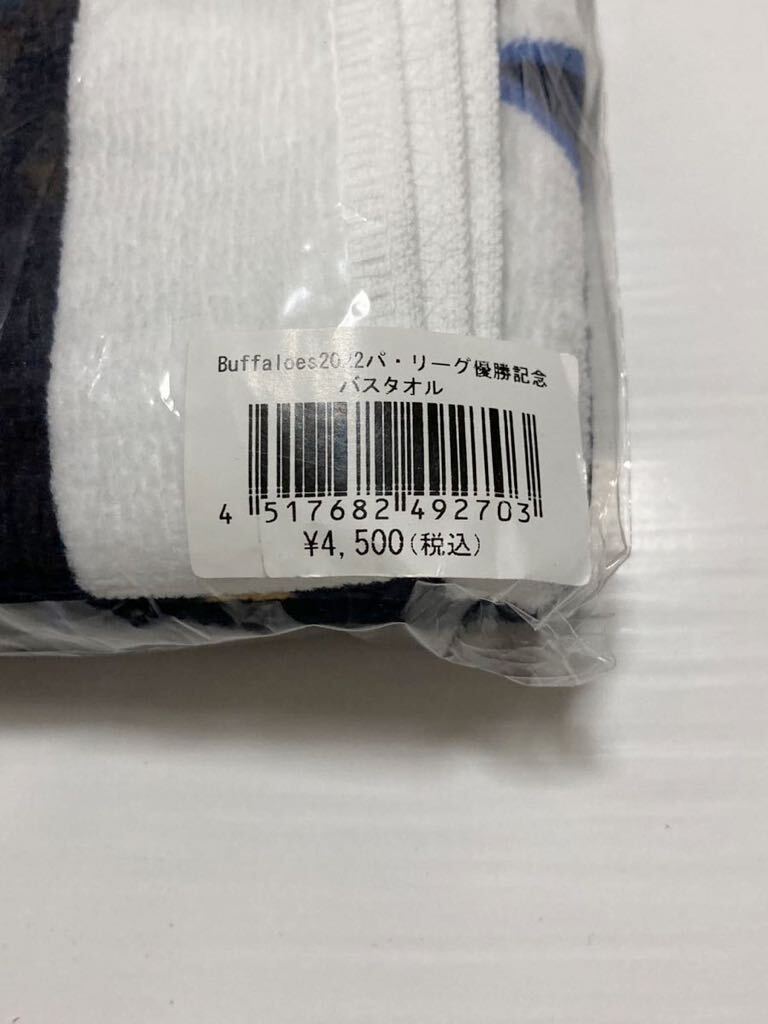 Buffaloes2022パ・リーグ優勝記念
バスタオル
4 517682 492703
¥4,500(税込)